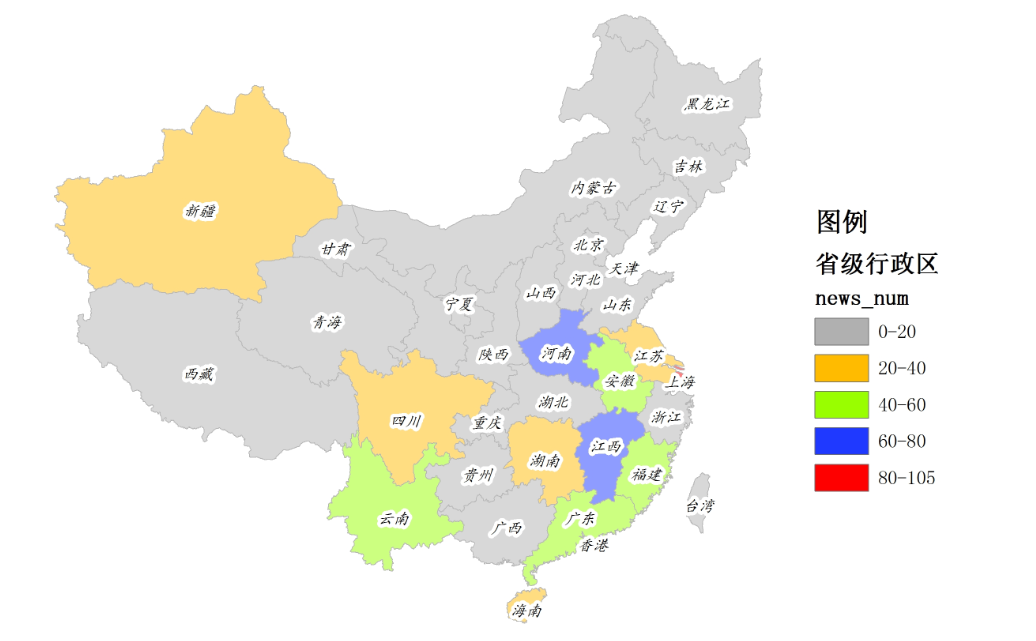 黑龙江
吉林
内蒙古
辽宁
新疆
北京
甘肃
天津
河北
山西
宁夏
山东
青海
陕西
河南
江苏
西藏
安徽
上海
湖北
四川
重庆
浙江
江西
湖南
贵州
福建
台湾
云南
广西
广东
香港
海南
图例
省级行政区
news_num
0-20
20-40
40-60
60-80
80-105